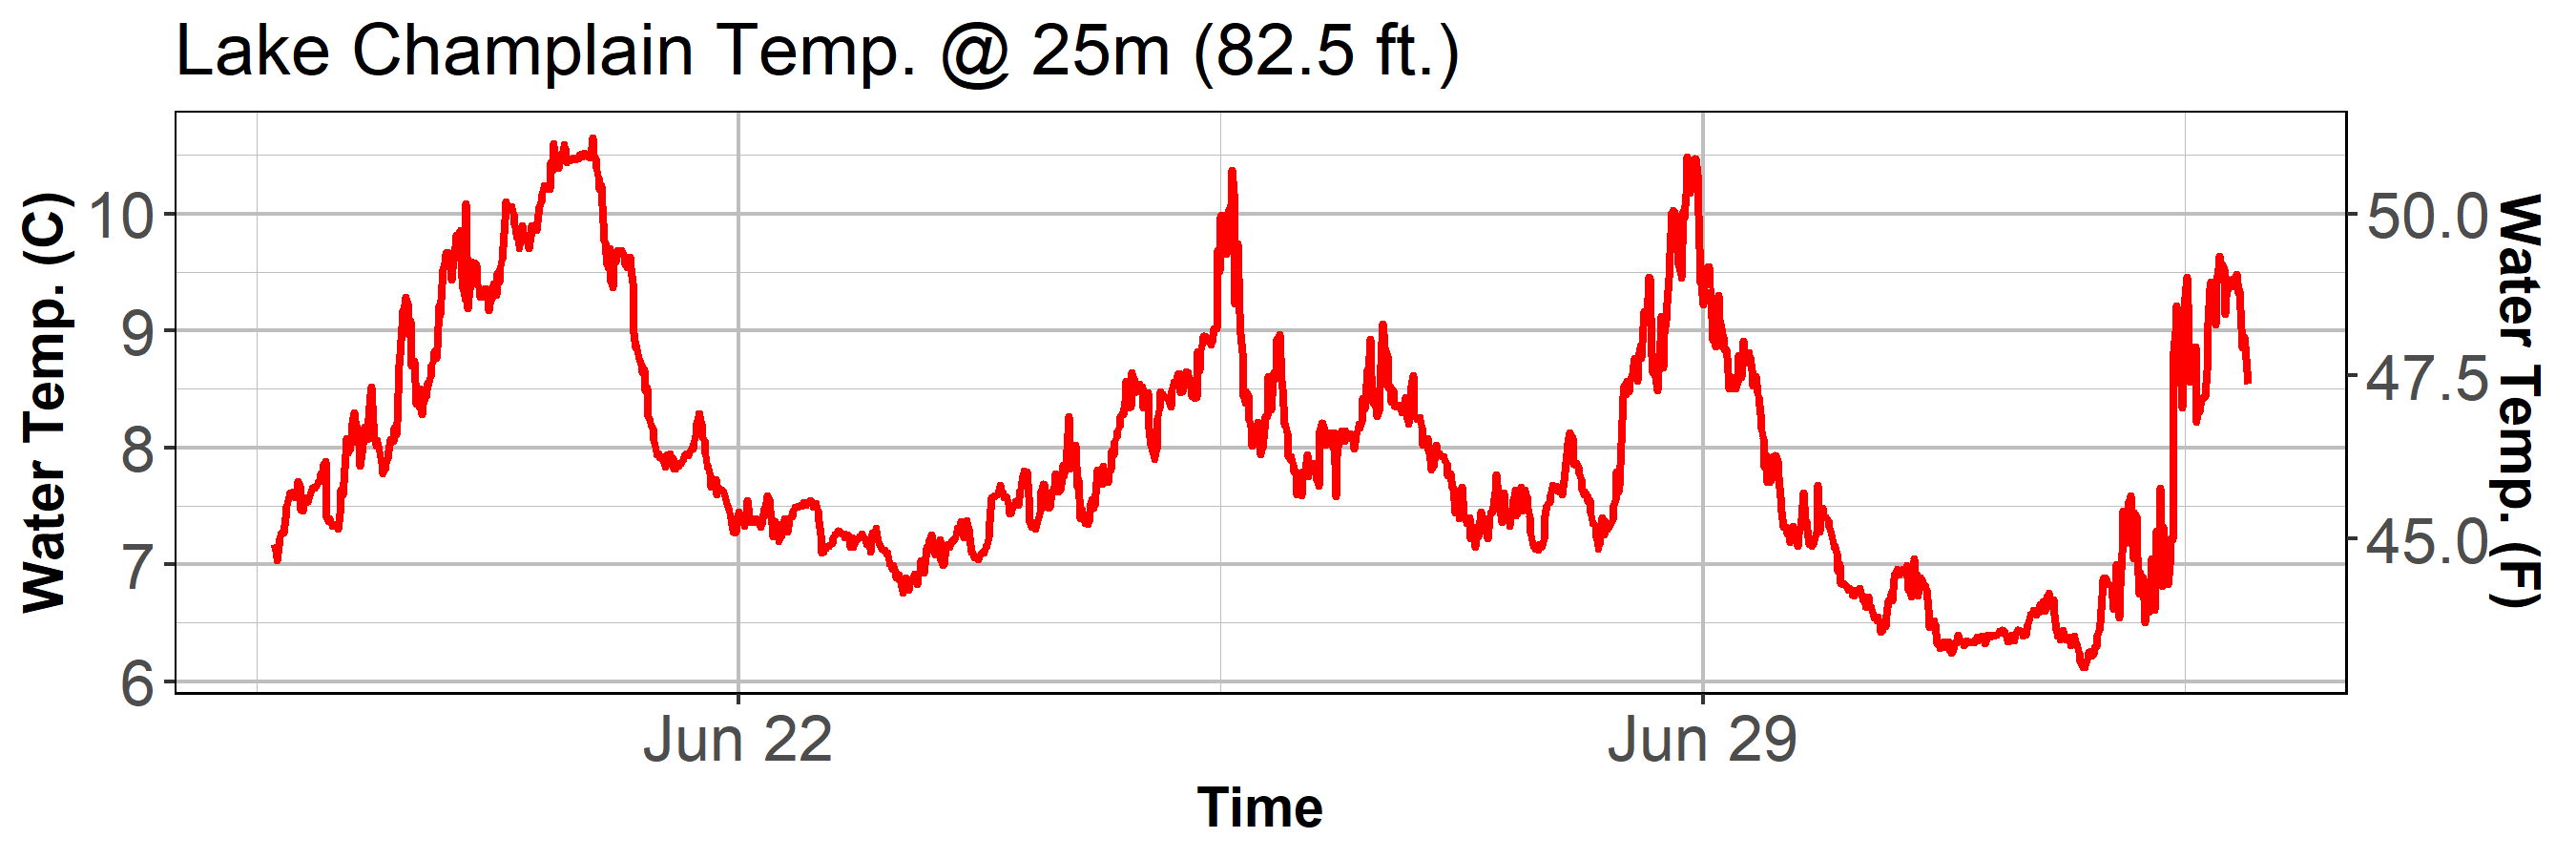 Lake Champlain Temp. @ 25m (82.5 ft.)
Water Temp. (C)
10
9
8
7
6
50.0
47.5
45.0
Water Temp. (F)
Jun 22
Jun 29
Time